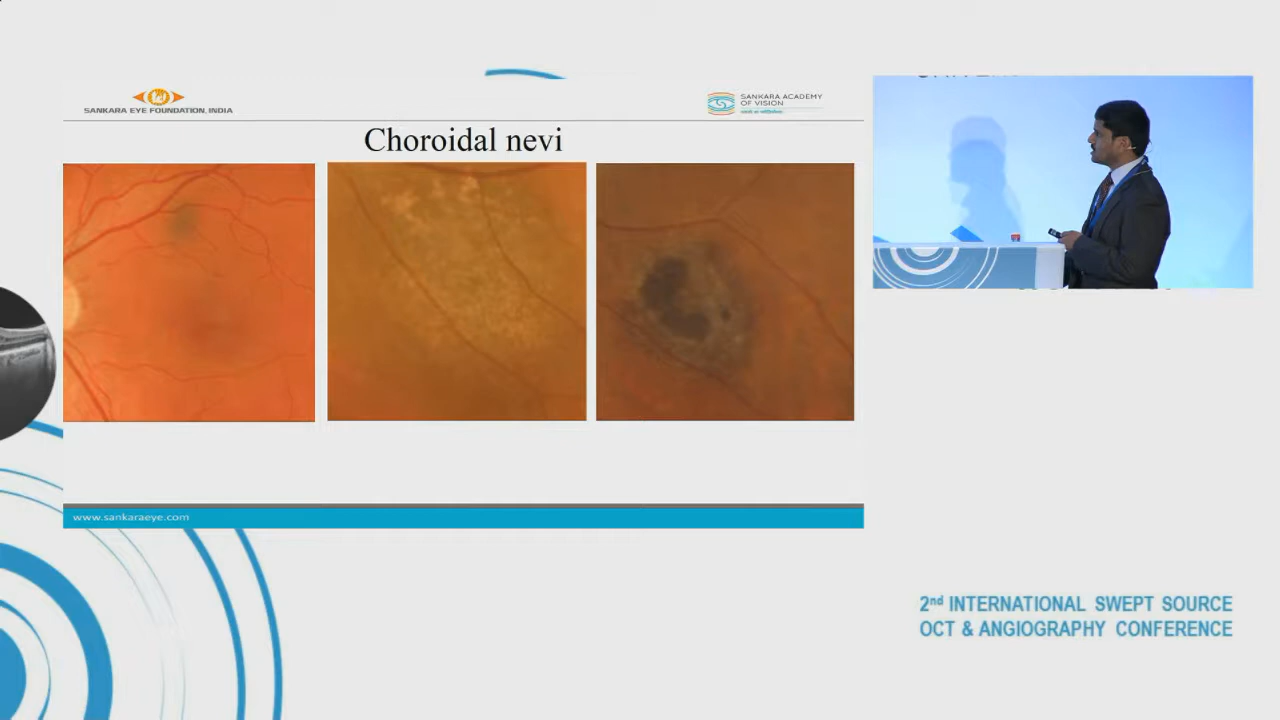 SANKARA EYE FOUNDATION, INDIA
SANKARA ACADEMY
OF VISION
Choroidal nevi
www.sankaraeye.com
2nd INTERNATIONAL SWEPT SOURCE
OCT & ANGIOGRAPHY CONFERENCE